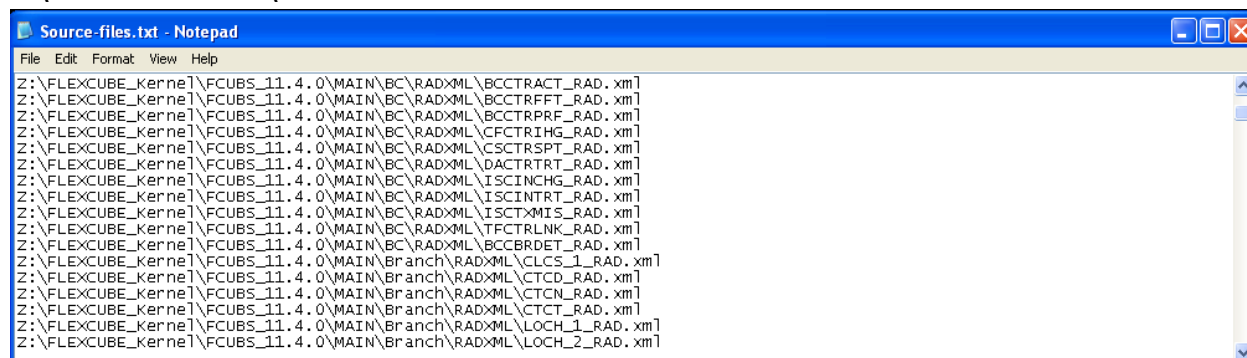 Source-files.txt - Notepad
File Edit Format View Help
Z:\FLEXCUBE_Kernel\FCUBS_11.4.0\MAIN\BC\RADXML\BCCTRACT_RAD.xml
Z:\FLEXCUBE_Kernel\FCUBS_11.4.0\MAIN\BC\RADXML\BCCTRFFT_RAD.xml
Z:\FLEXCUBE_Kernel\FCUBS_11.4.0\MAIN\BC\RADXML\BCCTRPRF_RAD.xml
Z:\FLEXCUBE_Kernel\FCUBS_11.4.0\MAIN\BC\RADXML\CFCTRIHG_RAD.xml
Z:\FLEXCUBE_Kernel\FCUBS_11.4.0\MAIN\BC\RADXML\CSCTRSPT_RAD.xml
Z:\FLEXCUBE_Kernel\FCUBS_11.4.0\MAIN\BC\RADXML\DACTRTRT_RAD.xml
Z:\FLEXCUBE_Kernel\FCUBS_11.4.0\MAIN\BC\RADXML\ISCINCHG_RAD.xml
Z:\FLEXCUBE_Kernel\FCUBS_11.4.0\MAIN\BC\RADXML\ISCINTRT_RAD.xml
Z:\FLEXCUBE_Kernel\FCUBS_11.4.0\MAIN\BC\RADXML\ISCTXMIS_RAD.xml
Z:\FLEXCUBE_Kernel\FCUBS_11.4.0\MAIN\BC\RADXML\TFCTRLNK_RAD.xml
Z:\FLEXCUBE_Kernel\FCUBS_11.4.0\MAIN\BC\RADXML\BCCBRDET_RAD.xml
Z:\FLEXCUBE_Kernel\FCUBS_11.4.0\MAIN\Branch\RADXML\CLCS_1_RAD.xml
Z:\FLEXCUBE_Kernel\FCUBS_11.4.0\MAIN\Branch\RADXML\CTCD_RAD.xml
Z:\FLEXCUBE_Kernel\FCUBS_11.4.0\MAIN\Branch\RADXML\CTCN_RAD.xml
Z:\FLEXCUBE_Kernel\FCUBS_11.4.0\MAIN\Branch\RADXML\CTCT_RAD.xml
Z:\FLEXCUBE_Kernel\FCUBS_11.4.0\MAIN\Branch\RADXML\LOCH_1_RAD.xml
Z:\FLEXCUBE_Kernel\FCUBS_11.4.0\MAIN\Branch\RADXML\LOCH_2_RAD.xml